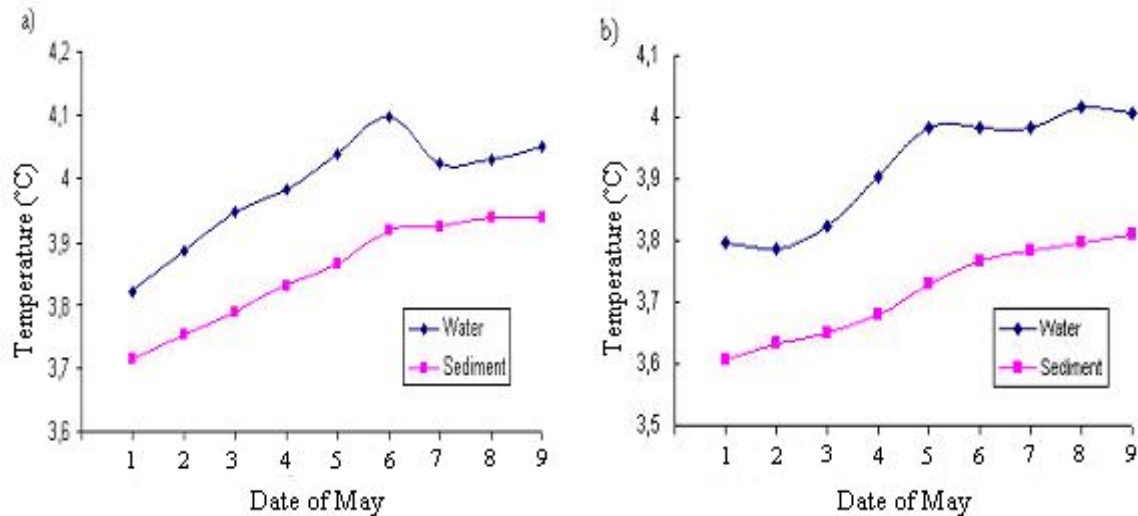 a)
Temperature (°C)
4,2
4,1
4
3,9
3,8
3,7
3,6
Water
Sediment
1 2 3 4 5 6 7 8 9
Date of May
b)
Temperature (°C)
4,1
4
3,9
3,8
3,7
3,6
3,5
Water
Sediment
1 2 3 4 5 6 7 8 9
Date of May